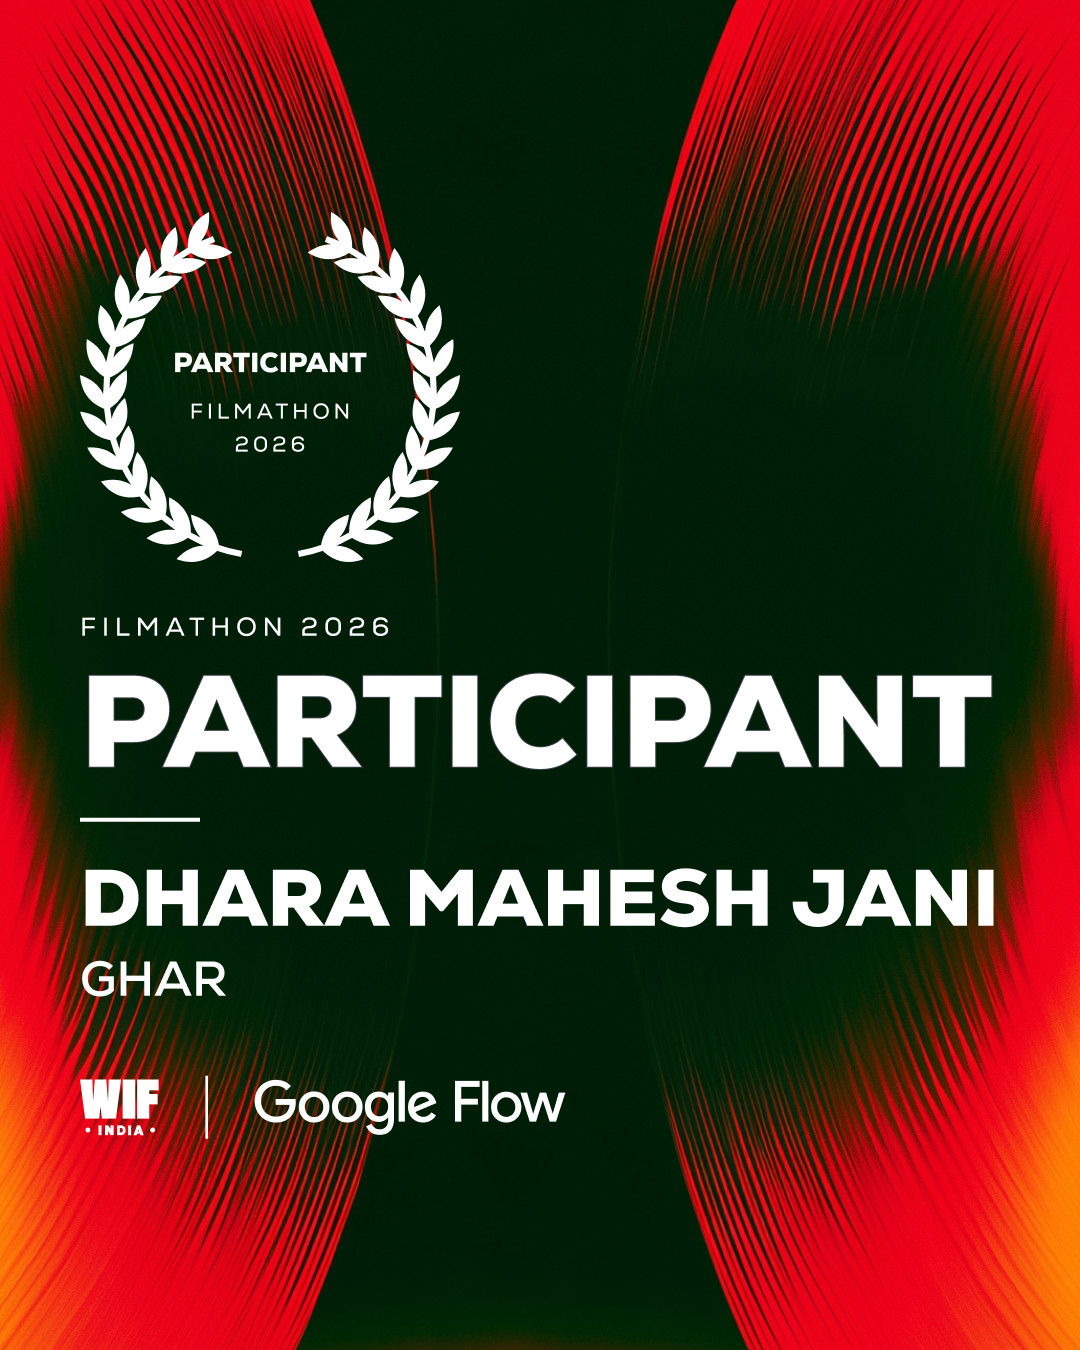 PARTICIPANT
FILMATHON
2026
FILMATHON 2026
PARTICIPANT
DHARA MAHESH JANI
GHAR
WIF
• INDIA •
Google Flow